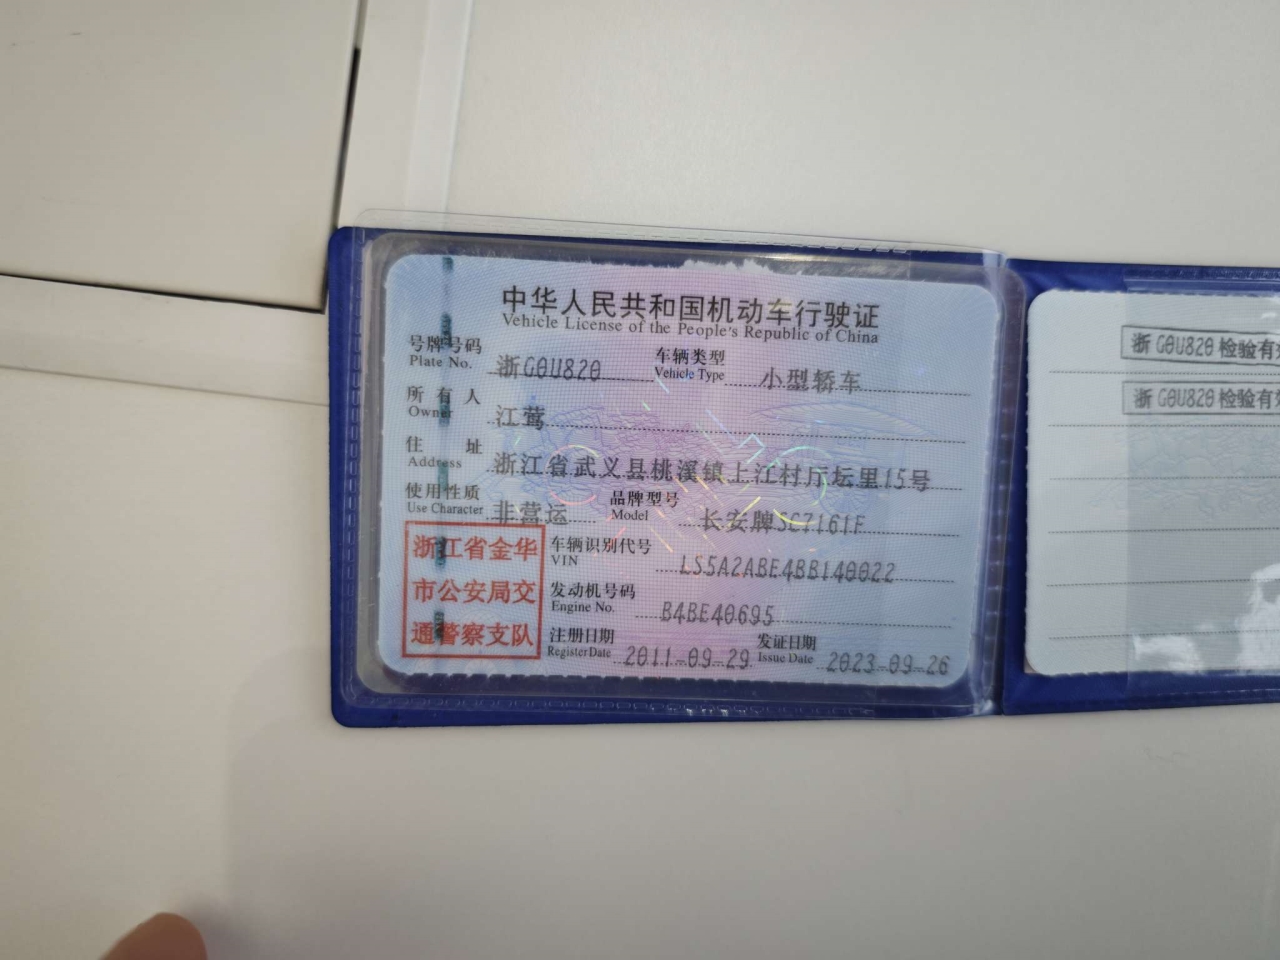 中华人民共和国机动车行驶证
Vehicle License of the People's Republic of China
号牌号码 浙G0U820 车辆类型 小型轿车
Plate No. Vehicle Type
所有人 江莺
Owner
住址 浙江省武义县桃溪镇上江村厅坛里15号
Address
使用性质 非营运 品牌型号 长安牌SC7161F
Use Character Model
浙江省金华
市公安局交
通警察支队
车辆识别代号 LS5A2ABE4BB140022
VIN
发动机号码 B4BE40695
Engine No.
注册日期 2011-09-29 发证日期 2023-09-26
Register Date Issue Date
浙G0U820 检验有
浙G0U820 检验有